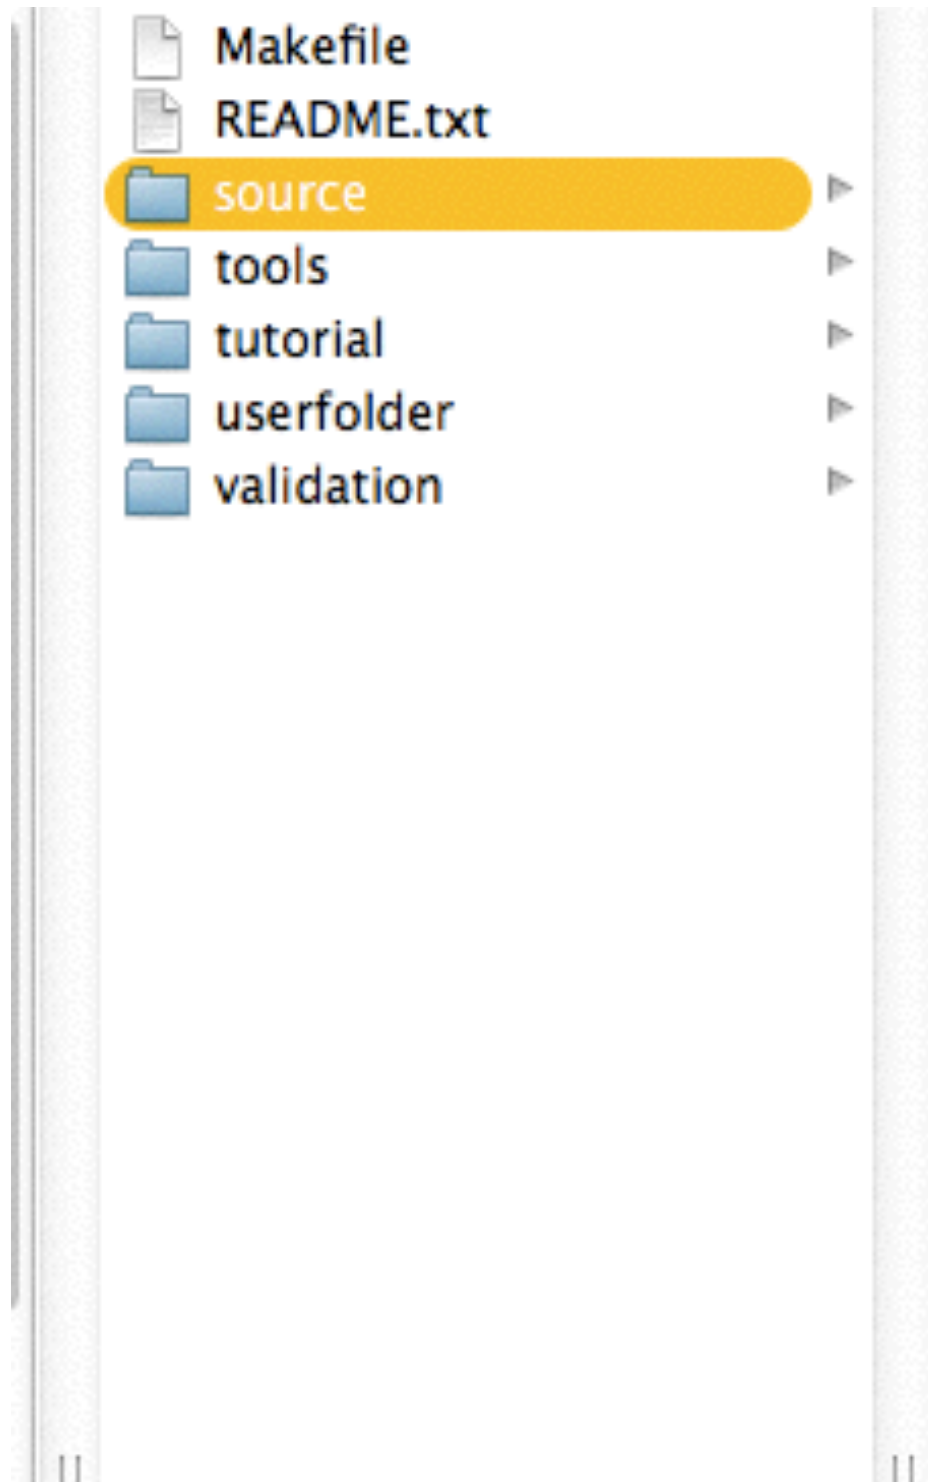 Makefile
README.txt
source
tools
tutorial
userfolder
validation